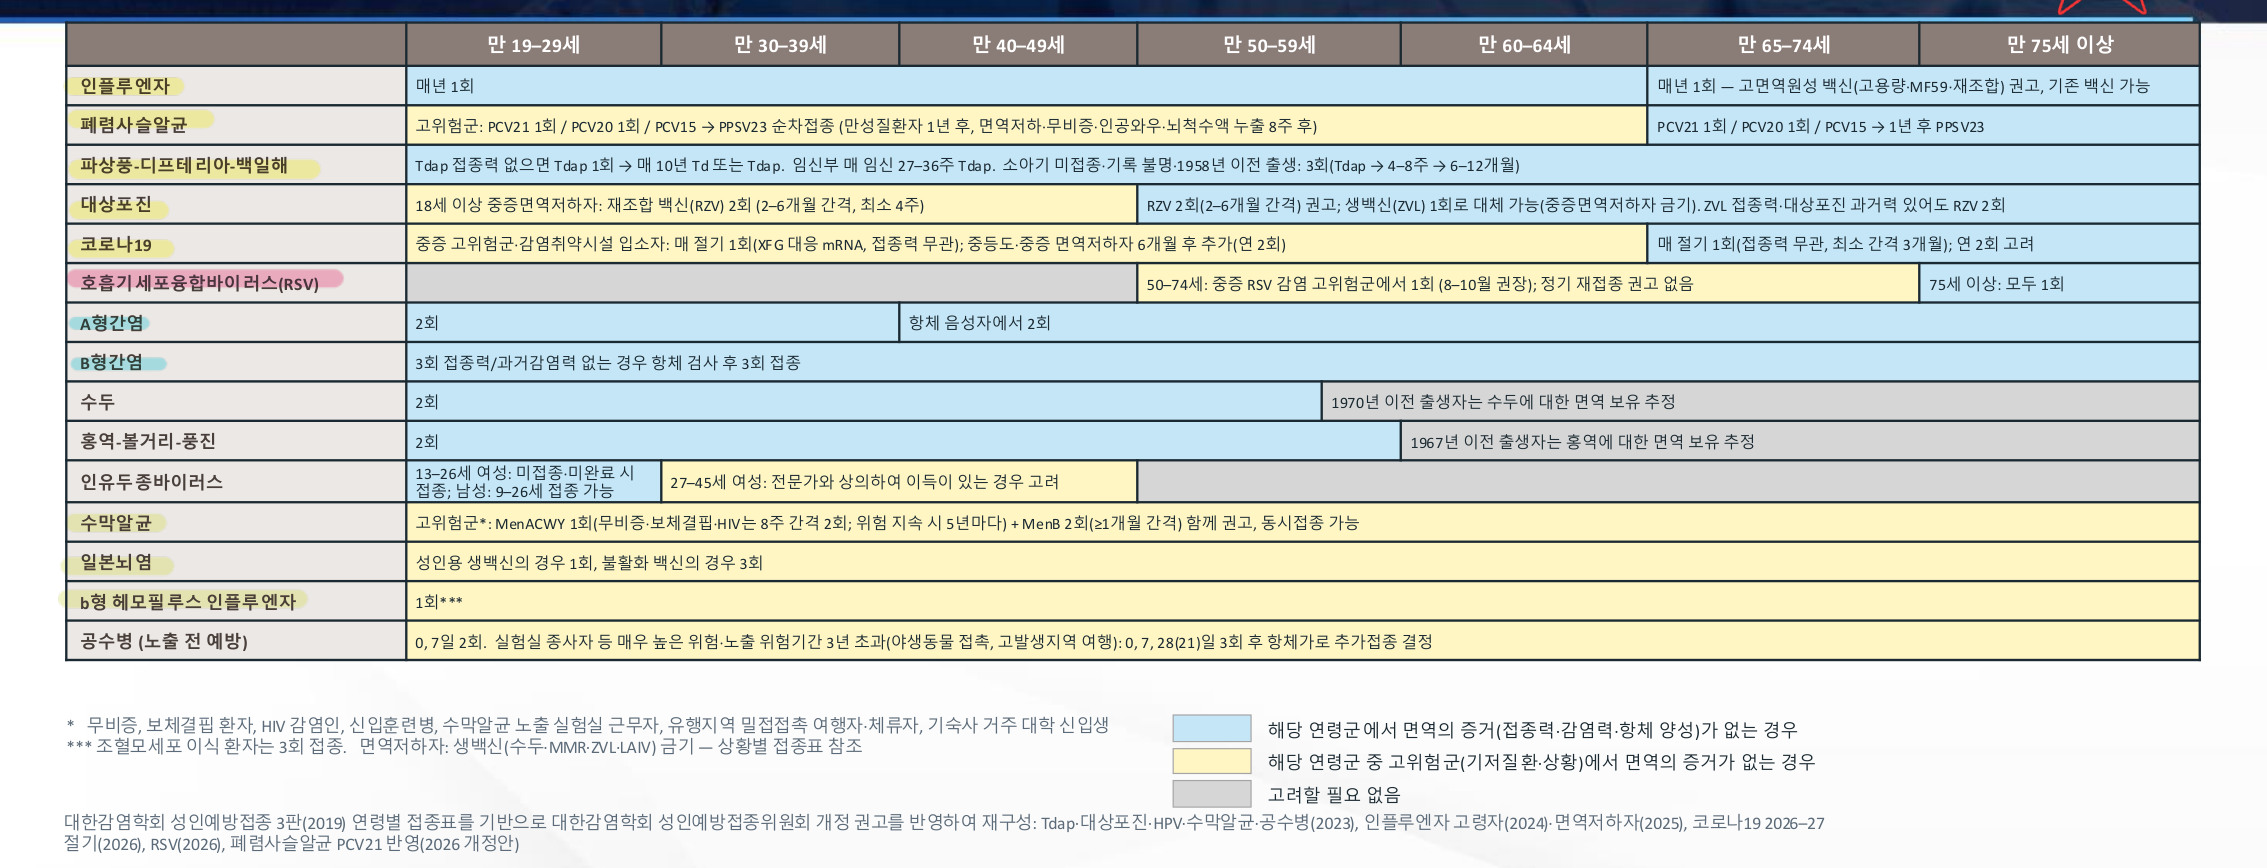 만 19–29세 만 30–39세 만 40–49세 만 50–59세 만 60–64세 만 65–74세 만 75세 이상
인플루엔자 매년 1회 매년 1회 — 고면역원성 백신(고용량·MF59·재조합) 권고, 기존 백신 가능
폐렴사슬알균 고위험군: PCV21 1회 / PCV20 1회 / PCV15 → PPSV23 순차접종 (만성질환자 1년 후, 면역저하·무비증·인공와우·뇌척수액 누출 8주 후) PCV21 1회 / PCV20 1회 / PCV15 → 1년 후 PPSV23
파상풍-디프테리아-백일해 Tdap 접종력 없으면 Tdap 1회 → 매 10년 Td 또는 Tdap. 임신부 매 임신 27–36주 Tdap. 소아기 미접종·기록 불명·1958년 이전 출생: 3회(Tdap → 4–8주 → 6–12개월)
대상포진 18세 이상 중증면역저하자: 재조합 백신(RZV) 2회 (2–6개월 간격, 최소 4주) RZV 2회(2–6개월 간격) 권고; 생백신(ZVL) 1회로 대체 가능(중증면역저하자 금기). ZVL 접종력·대상포진 과거력 있어도 RZV 2회
코로나19 중증 고위험군·감염취약시설 입소자: 매 절기 1회(XFG 대응 mRNA, 접종력 무관); 중등도·중증 면역저하자 6개월 후 추가(연 2회) 매 절기 1회(접종력 무관, 최소 간격 3개월); 연 2회 고려
호흡기세포융합바이러스(RSV) 50–74세: 중증 RSV 감염 고위험군에서 1회 (8–10월 권장); 정기 재접종 권고 없음 75세 이상: 모두 1회
A형간염 2회 항체 음성자에서 2회
B형간염 3회 접종력/과거감염력 없는 경우 항체 검사 후 3회 접종
수두 2회 1970년 이전 출생자는 수두에 대한 면역 보유 추정
홍역-볼거리-풍진 2회 1967년 이전 출생자는 홍역에 대한 면역 보유 추정
인유두종바이러스 13–26세 여성: 미접종·미완료 시
접종; 남성: 9–26세 접종 가능 27–45세 여성: 전문가와 상의하여 이득이 있는 경우 고려
수막알균 고위험군*: MenACWY 1회(무비증·보체결핍·HIV는 8주 간격 2회; 위험 지속 시 5년마다) + MenB 2회(≥1개월 간격) 함께 권고, 동시접종 가능
일본뇌염 성인용 생백신의 경우 1회, 불활화 백신의 경우 3회
b형 헤모필루스 인플루엔자 1회***
공수병 (노출 전 예방) 0, 7일 2회. 실험실 종사자 등 매우 높은 위험·노출 위험기간 3년 초과(야생동물 접촉, 고발생지역 여행): 0, 7, 28(21)일 3회 후 항체가로 추가접종 결정
* 무비증, 보체결핍 환자, HIV 감염인, 신입훈련병, 수막알균 노출 실험실 근무자, 유행지역 밀접접촉 여행자·체류자, 기숙사 거주 대학 신입생
*** 조혈모세포 이식 환자는 3회 접종. 면역저하자: 생백신(수두·MMR·ZVL·LAIV) 금기 — 상황별 접종표 참조
해당 연령군에서 면역의 증거(접종력·감염력·항체 양성)가 없는 경우
해당 연령군 중 고위험군(기저질환·상황)에서 면역의 증거가 없는 경우
고려할 필요 없음
대한감염학회 성인예방접종 3판(2019) 연령별 접종표를 기반으로 대한감염학회 성인예방접종위원회 개정 권고를 반영하여 재구성: Tdap·대상포진·HPV·수막알균·공수병(2023), 인플루엔자 고령자(2024)·면역저하자(2025), 코로나19 2026–27
절기(2026), RSV(2026), 폐렴사슬알균 PCV21 반영(2026 개정안)